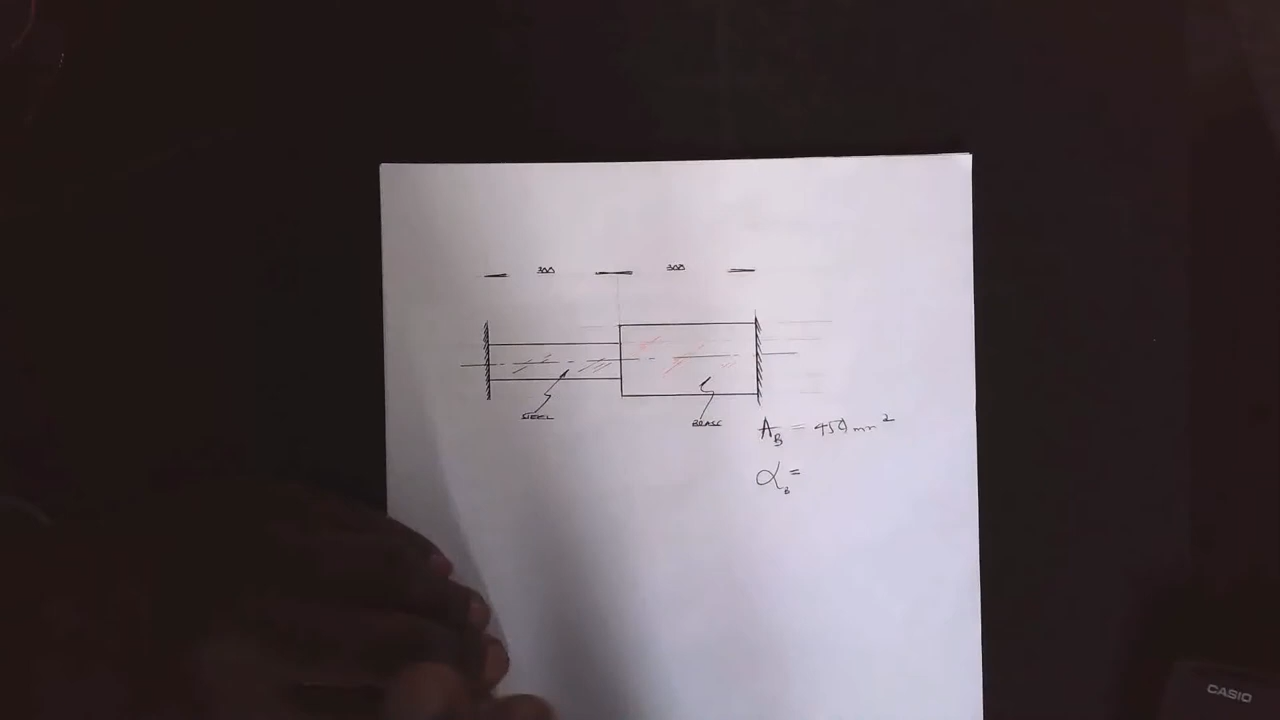 300 300
STEEL
BRASS
A_B = 450 mm²
α_B =
CASIO